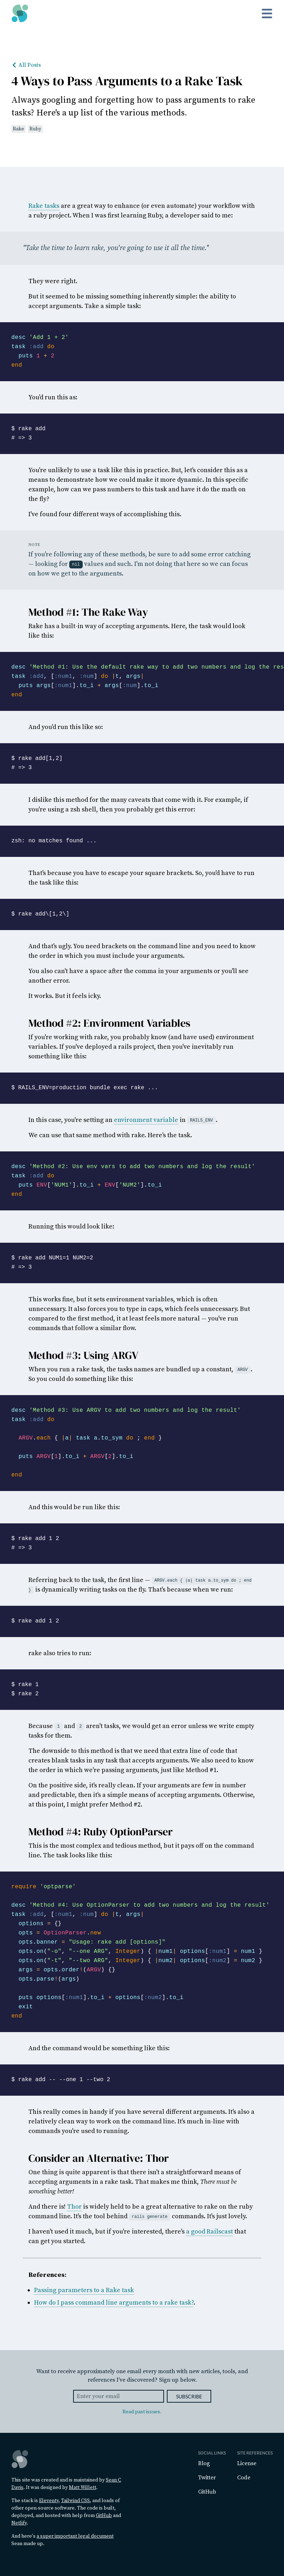 All Posts
4 Ways to Pass Arguments to a Rake Task
Always googling and forgetting how to pass arguments to rake
tasks? Here's a up list of the various methods.
Rake Ruby
Rake tasks are a great way to enhance (or even automate) your workflow with
a ruby project. When I was first learning Ruby, a developer said to me:
"Take the time to learn rake, you're going to use it all the time."
They were right.
But it seemed to be missing something inherently simple: the ability to
accept arguments. Take a simple task:
desc 'Add 1 + 2'
task :add do
  puts 1 + 2
end
You'd run this as:
$ rake add
# => 3
You're unlikely to use a task like this in practice. But, let's consider this as a
means to demonstrate how we could make it more dynamic. In this specific
example, how can we pass numbers to this task and have it do the math on
the fly?
I've found four different ways of accomplishing this.
NOTE
If you're following any of these methods, be sure to add some error catching
— looking for nil values and such. I'm not doing that here so we can focus
on how we get to the arguments.
Method #1: The Rake Way
Rake has a built-in way of accepting arguments. Here, the task would look
like this:
desc 'Method #1: Use the default rake way to add two numbers and log the res
task :add, [:num1, :num] do |t, args|
  puts args[:num1].to_i + args[:num].to_i
end
And you'd run this like so:
$ rake add[1,2]
# => 3
I dislike this method for the many caveats that come with it. For example, if
you're using a zsh shell, then you probably get this error:
zsh: no matches found ...
That's because you have to escape your square brackets. So, you'd have to run
the task like this:
$ rake add\[1,2\]
And that's ugly. You need brackets on the command line and you need to know
the order in which you must include your arguments.
You also can't have a space after the comma in your arguments or you'll see
another error.
It works. But it feels icky.
Method #2: Environment Variables
If you're working with rake, you probably know (and have used) environment
variables. If you've deployed a rails project, then you've inevitably run
something like this:
$ RAILS_ENV=production bundle exec rake ...
In this case, you're setting an environment variable in RAILS_ENV .
We can use that same method with rake. Here's the task.
desc 'Method #2: Use env vars to add two numbers and log the result'
task :add do
  puts ENV['NUM1'].to_i + ENV['NUM2'].to_i
end
Running this would look like:
$ rake add NUM1=1 NUM2=2
# => 3
This works fine, but it sets environment variables, which is often
unnecessary. It also forces you to type in caps, which feels unnecessary. But
compared to the first method, it at least feels more natural — you've run
commands that follow a similar flow.
Method #3: Using ARGV
When you run a rake task, the tasks names are bundled up a constant, ARGV .
So you could do something like this:
desc 'Method #3: Use ARGV to add two numbers and log the result'
task :add do
  ARGV.each { |a| task a.to_sym do ; end }
  puts ARGV[1].to_i + ARGV[2].to_i
end
And this would be run like this:
$ rake add 1 2
# => 3
Referring back to the task, the first line — ARGV.each { |a| task a.to_sym do ; end
} is dynamically writing tasks on the fly. That's because when we run:
$ rake add 1 2
rake also tries to run:
$ rake 1
$ rake 2
Because 1 and 2 aren't tasks, we would get an error unless we write empty
tasks for them.
The downside to this method is that we need that extra line of code that
creates blank tasks in any task that accepts arguments. We also need to know
the order in which we're passing arguments, just like Method #1.
On the positive side, it's really clean. If your arguments are few in number
and predictable, then it's a simple means of accepting arguments. Otherwise,
at this point, I might prefer Method #2.
Method #4: Ruby OptionParser
This is the most complex and tedious method, but it pays off on the command
line. The task looks like this:
require 'optparse'
desc 'Method #4: Use OptionParser to add two numbers and log the result'
task :add, [:num1, :num] do |t, args|
  options = {}
  opts = OptionParser.new
  opts.banner = "Usage: rake add [options]"
  opts.on("-o", "--one ARG", Integer) { |num1| options[:num1] = num1 }
  opts.on("-t", "--two ARG", Integer) { |num2| options[:num2] = num2 }
  args = opts.order!(ARGV) {}
  opts.parse!(args)
  puts options[:num1].to_i + options[:num2].to_i
  exit
end
And the command would be something like this:
$ rake add -- --one 1 --two 2
This really comes in handy if you have several different arguments. It's also a
relatively clean way to work on the command line. It's much in-line with
commands you're used to running.
Consider an Alternative: Thor
One thing is quite apparent is that there isn't a straightforward means of
accepting arguments in a rake task. That makes me think, There must be
something better!
And there is! Thor is widely held to be a great alternative to rake on the ruby
command line. It's the tool behind rails generate commands. It's just lovely.
I haven't used it much, but if you're interested, there's a good Railscast that
can get you started.
References:
Passing parameters to a Rake task
How do I pass command line arguments to a rake task?.
Want to receive approximately one email every month with new articles, tools, and
references I've discovered? Sign up below.
Enter your email SUBSCRIBE
Read past issues.
This site was created and is maintained by Sean C
Davis. It was designed by Matt Willett.
The stack is Eleventy, Tailwind CSS, and loads of
other open-source software. The code is built,
deployed, and hosted with help from GitHub and
Netlify.
And here's a super important legal document
Sean made up.
SOCIAL LINKS
Blog
Twitter
GitHub
SITE REFERENCES
License
Code